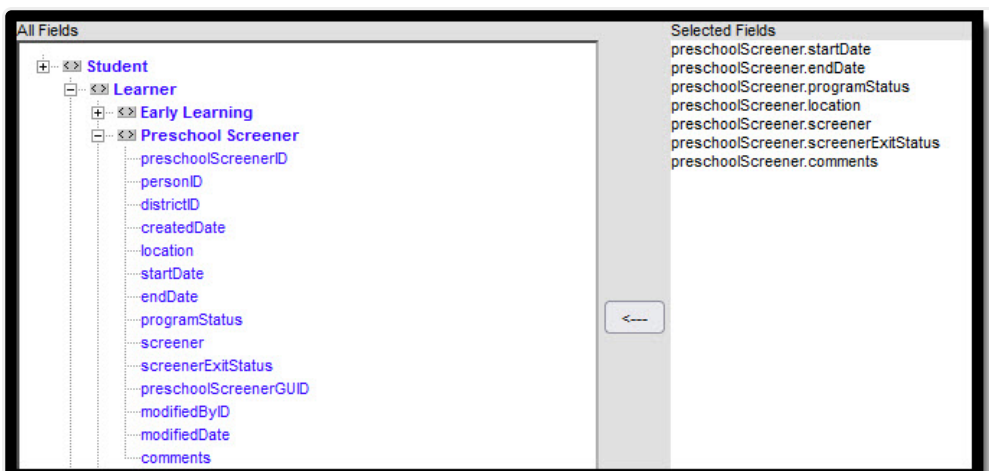 All Fields
Student
Learner
Early Learning
Preschool Screener
preschoolScreenerID
personID
districtID
createdDate
location
startDate
endDate
programStatus
screener
screenerExitStatus
preschoolScreenerGUID
modifiedByID
modifiedDate
comments
<---
Selected Fields
preschoolScreener.startDate
preschoolScreener.endDate
preschoolScreener.programStatus
preschoolScreener.location
preschoolScreener.screener
preschoolScreener.screenerExitStatus
preschoolScreener.comments